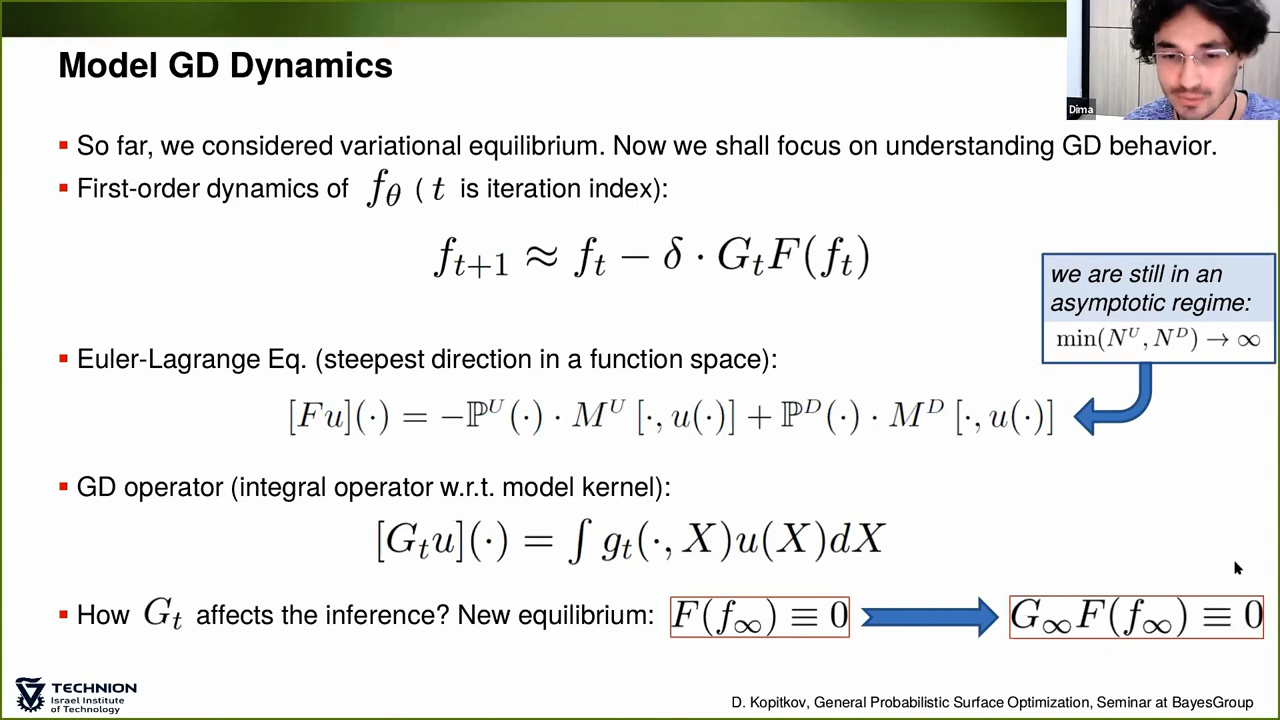 Model GD Dynamics
Dima
▪ So far, we considered variational equilibrium. Now we shall focus on understanding GD behavior.
▪ First-order dynamics of f_θ ( t is iteration index):
f_{t+1} ≈ f_t − δ · G_t F(f_t)
we are still in an
asymptotic regime:
min(N^U, N^D) → ∞
▪ Euler-Lagrange Eq. (steepest direction in a function space):
[Fu](·) = −ℙ^U(·) · M^U [·, u(·)] + ℙ^D(·) · M^D [·, u(·)]
▪ GD operator (integral operator w.r.t. model kernel):
[G_t u](·) = ∫ g_t(·, X)u(X)dX
▪ How G_t affects the inference? New equilibrium: F(f_∞) ≡ 0 G_∞F(f_∞) ≡ 0
TECHNION
Israel Institute
of Technology
D. Kopitkov, General Probabilistic Surface Optimization, Seminar at BayesGroup